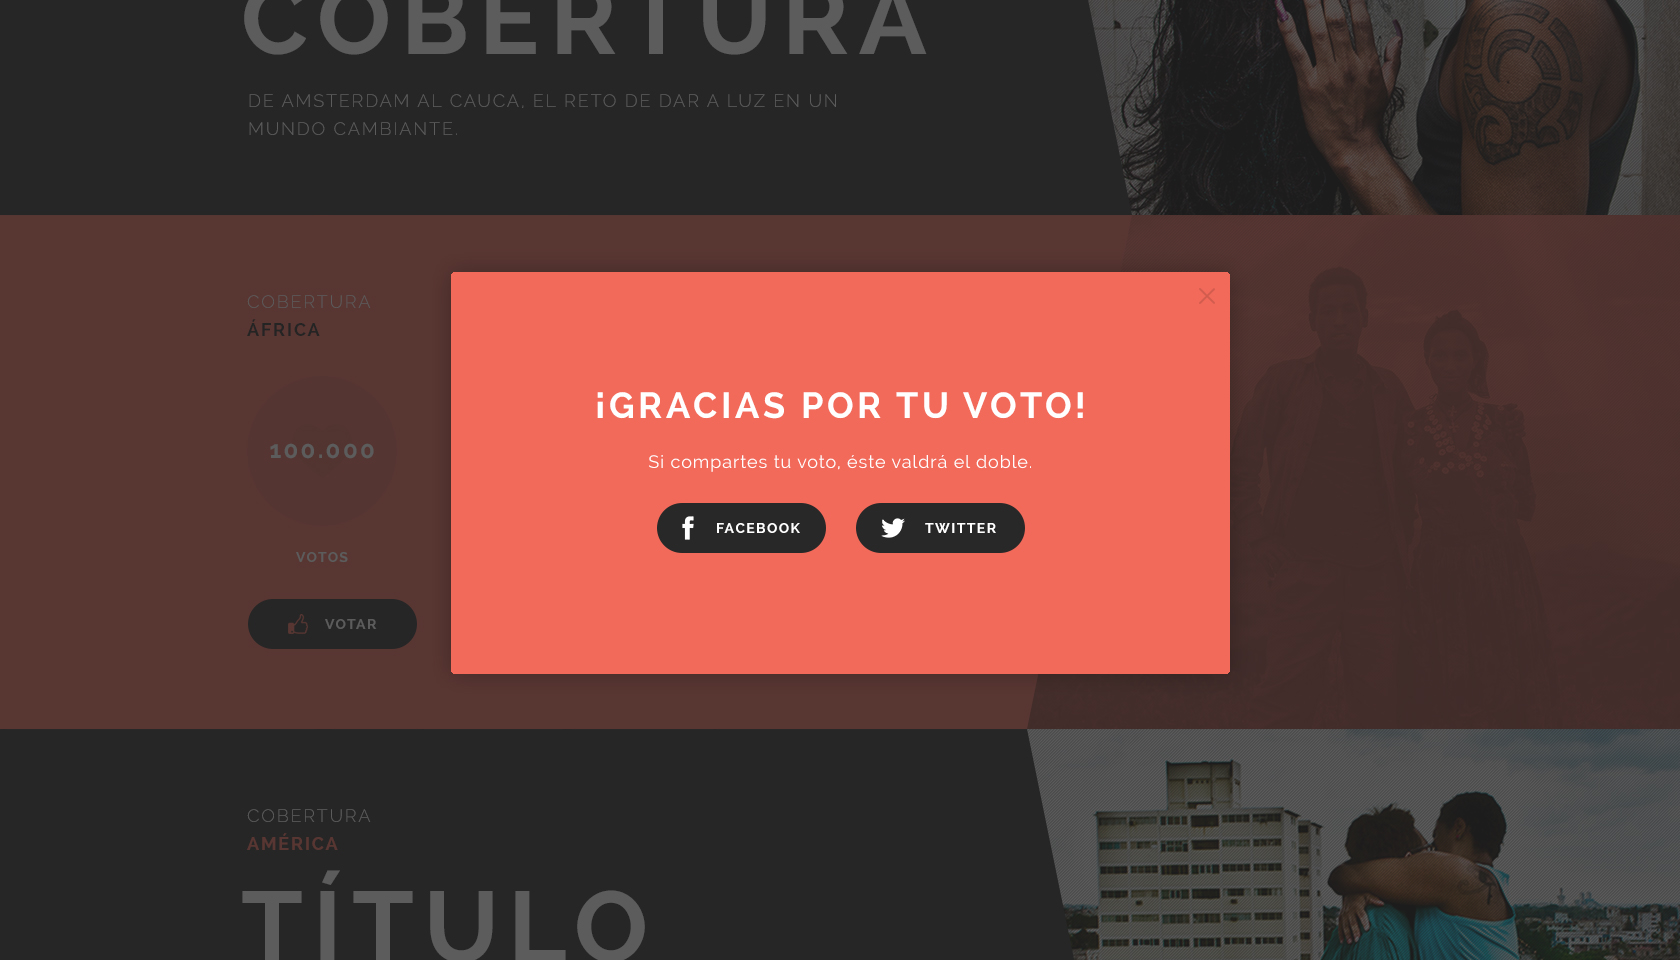 COBERTURA
DE AMSTERDAM AL CAUCA, EL RETO DE DAR A LUZ EN UN
MUNDO CAMBIANTE.
COBERTURA
ÁFRICA
100.000
VOTOS
VOTAR
¡GRACIAS POR TU VOTO!
Si compartes tu voto, éste valdrá el doble.
FACEBOOK
TWITTER
COBERTURA
AMÉRICA
TÍTULO